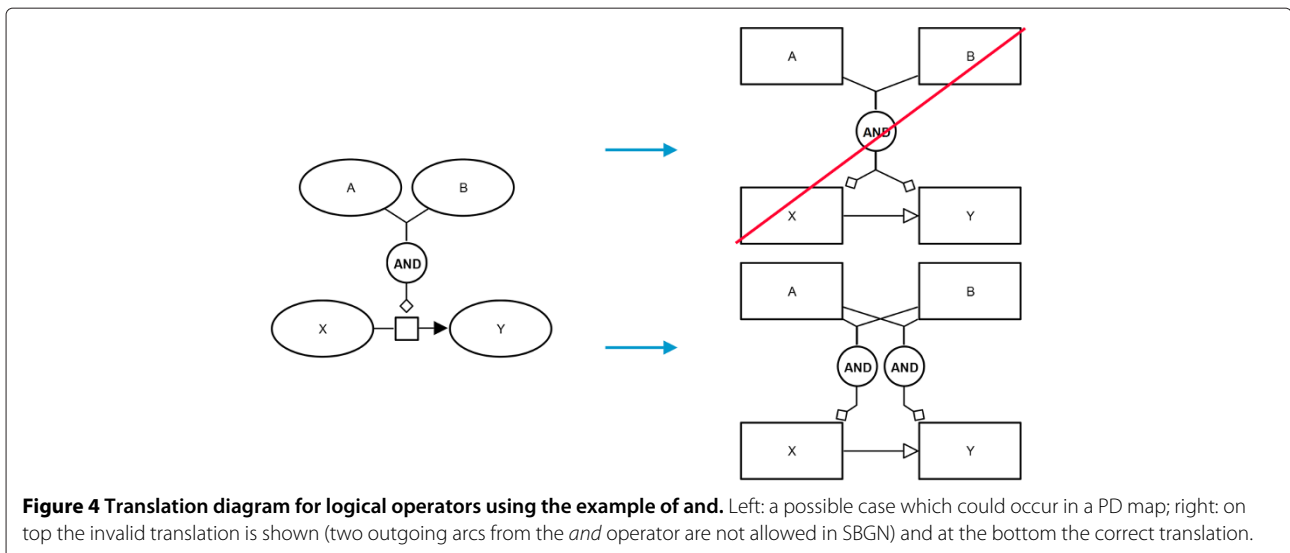 A B
AND
X Y
A B
AND
X Y
A B
AND AND
X Y
Figure 4 Translation diagram for logical operators using the example of and. Left: a possible case which could occur in a PD map; right: on
top the invalid translation is shown (two outgoing arcs from the and operator are not allowed in SBGN) and at the bottom the correct translation.